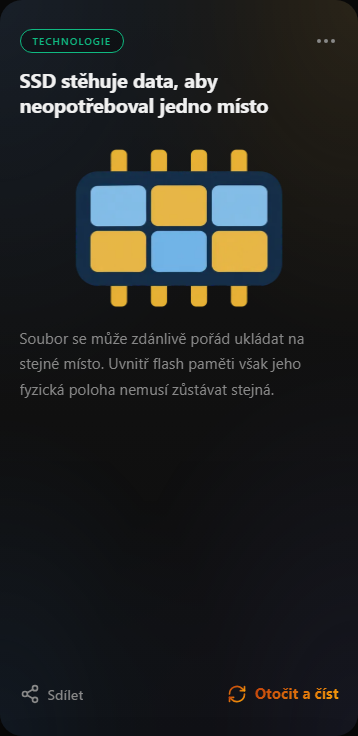 TECHNOLOGIE
SSD stěhuje data, aby
neopotřeboval jedno místo
Soubor se může zdánlivě pořád ukládat na
stejné místo. Uvnitř flash paměti však jeho
fyzická poloha nemusí zůstávat stejná.
Sdílet
Otočit a číst